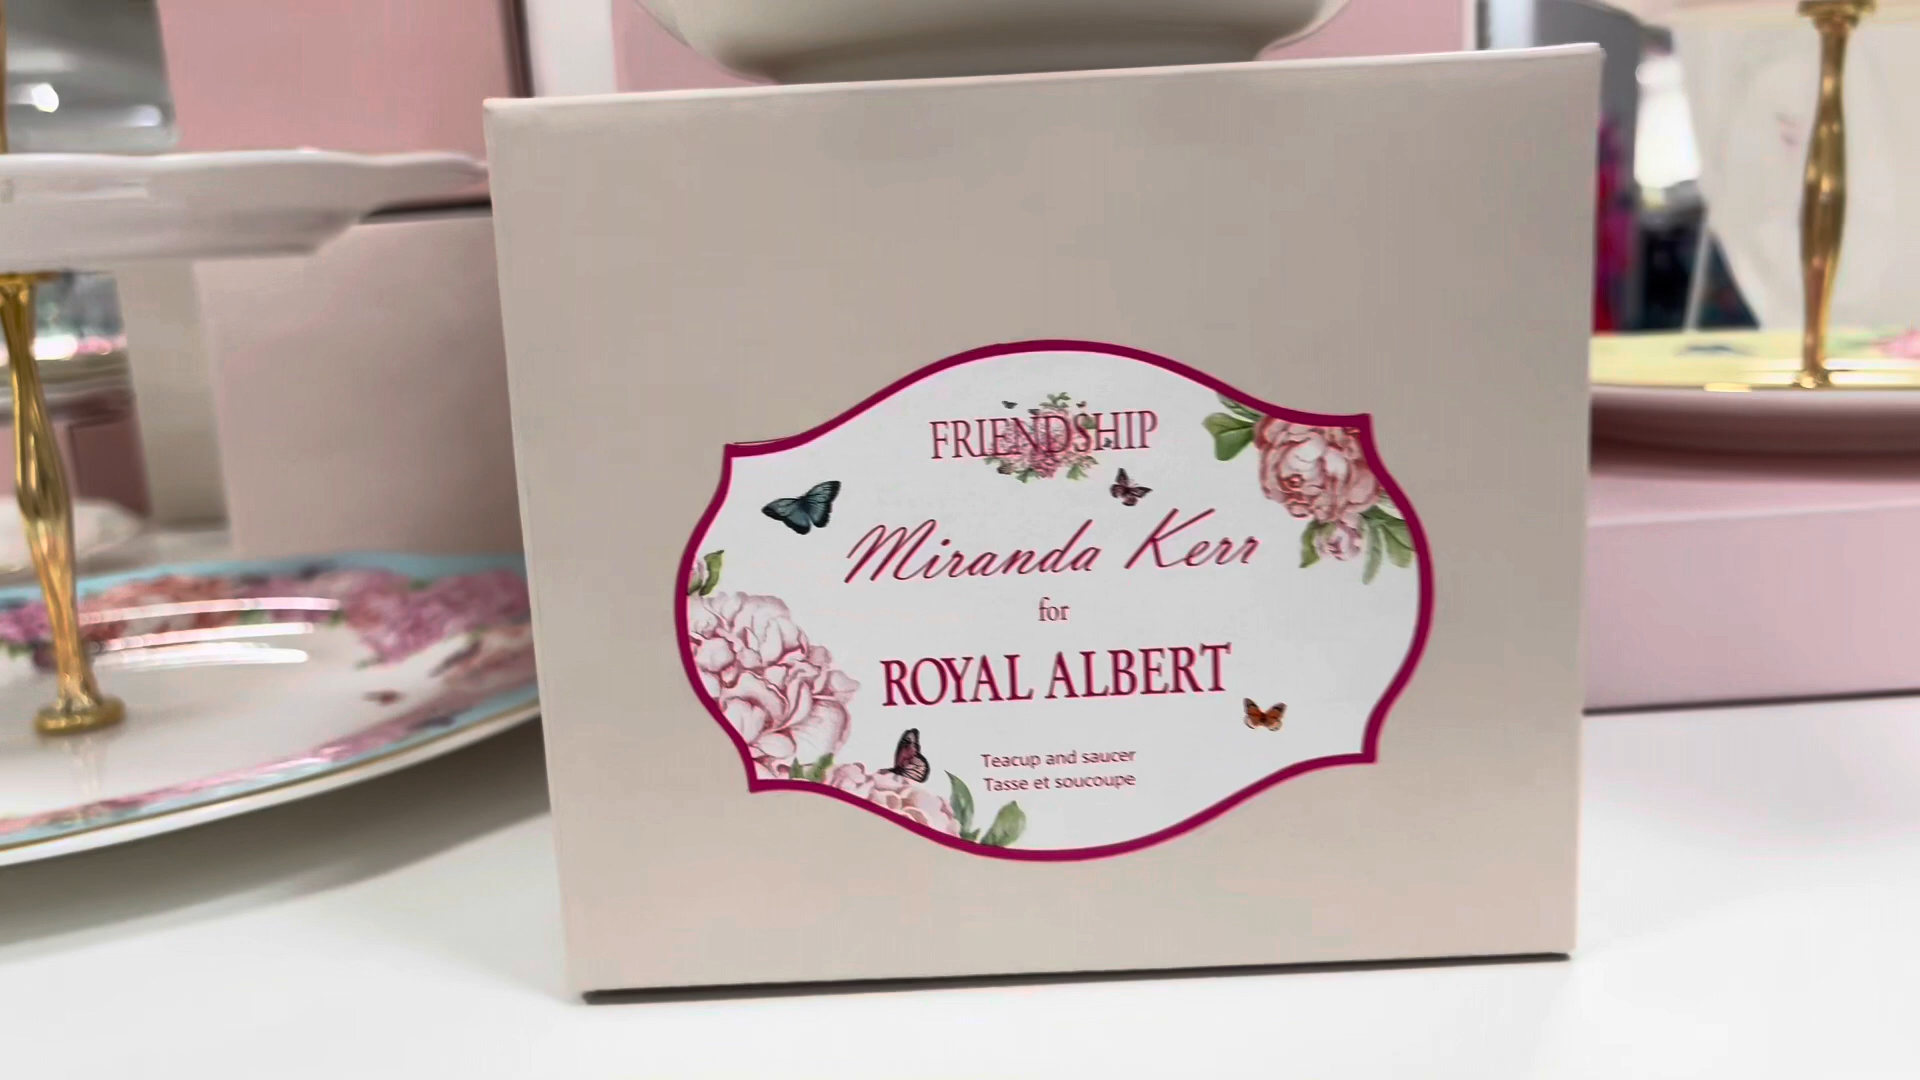 FRIENDSHIP
Miranda Kerr
for
ROYAL ALBERT
Teacup and saucer
Tasse et soucoupe